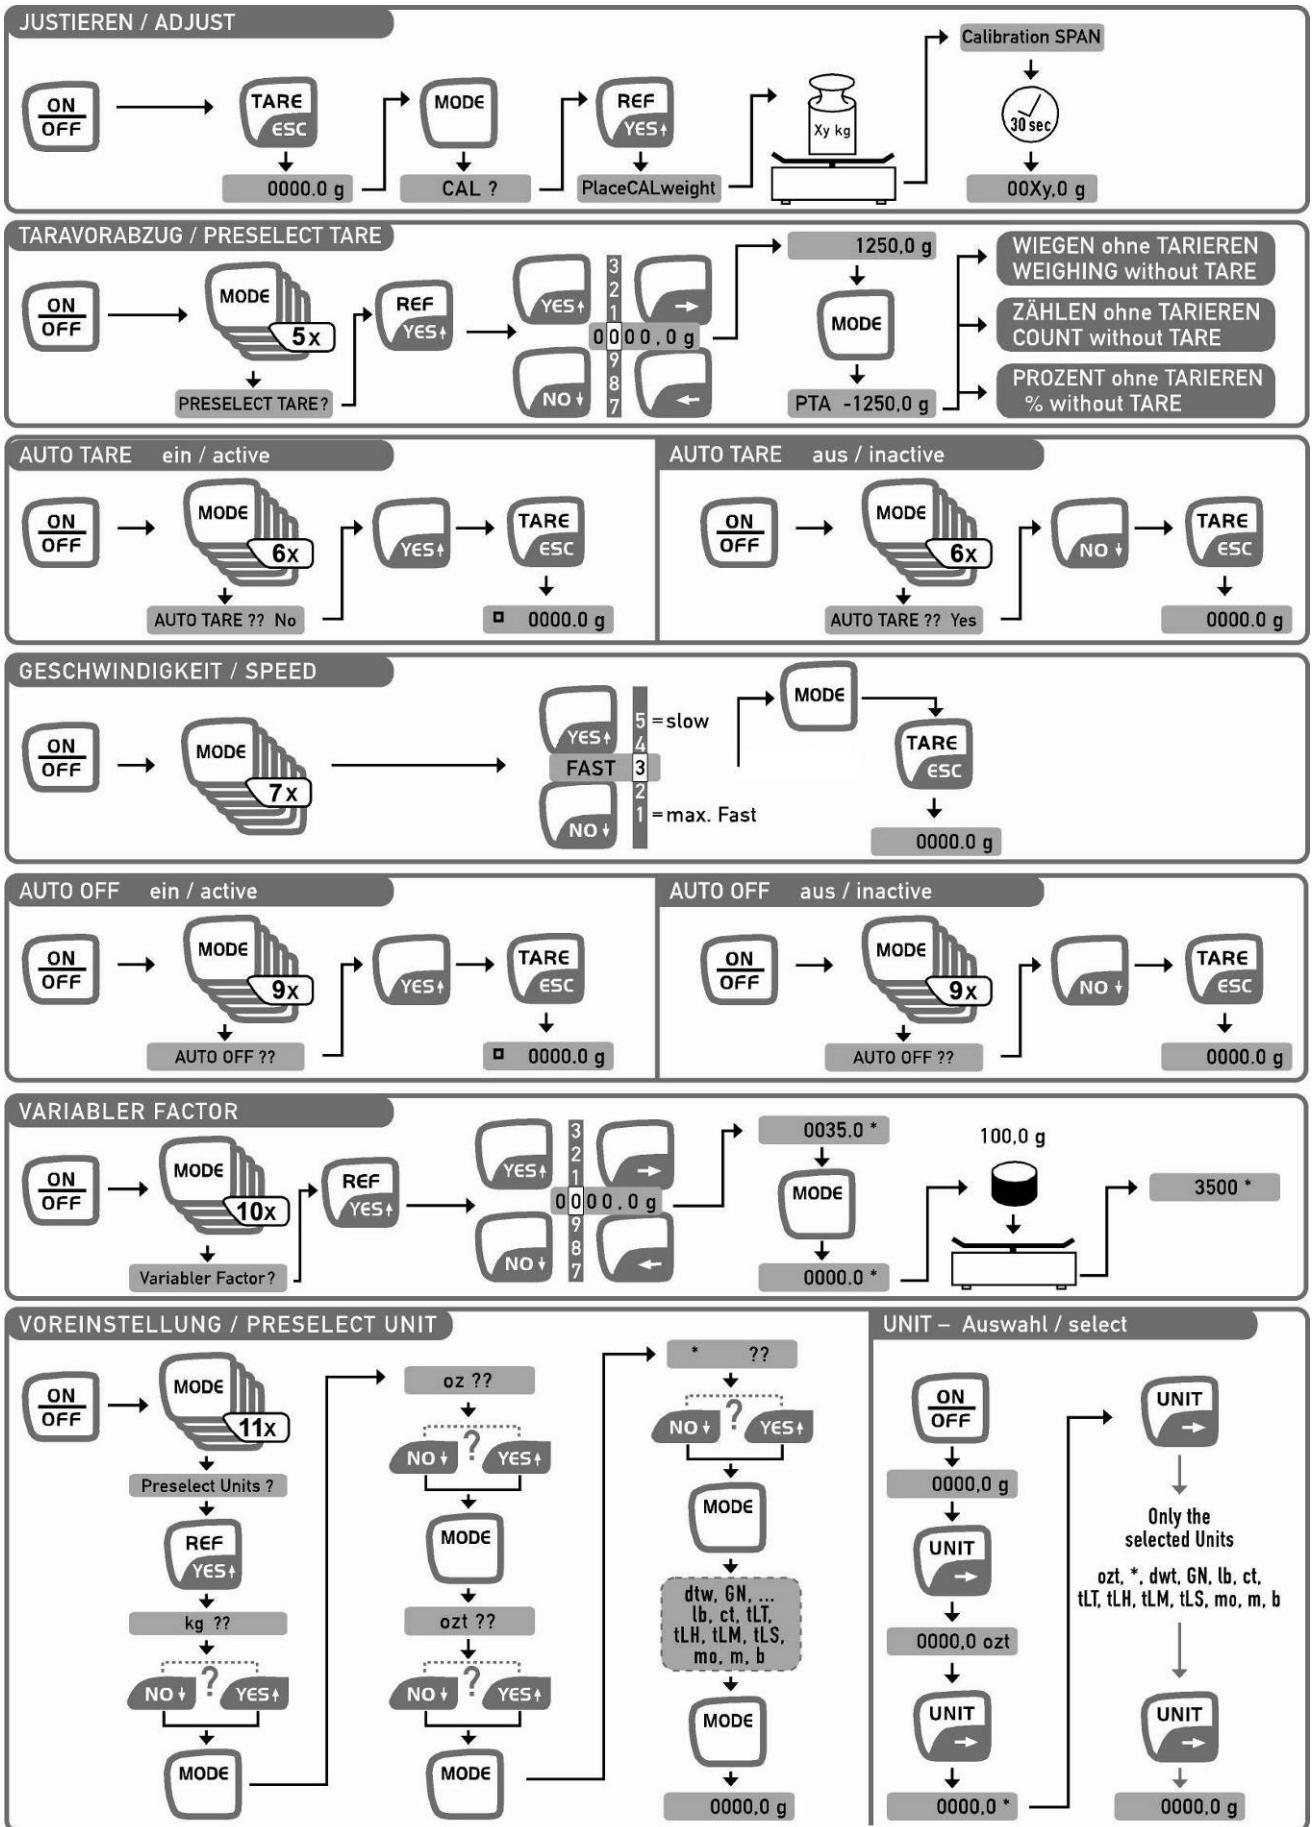 JUSTIEREN / ADJUST
ON
OFF
TARE
ESC
0000.0 g
MODE
CAL ?
REF
YES↑
PlaceCALweight
Xy kg
Calibration SPAN
30 sec
00Xy,0 g
TARAVORABZUG / PRESELECT TARE
ON
OFF
MODE
5x
PRESELECT TARE?
REF
YES↑
YES↑
→
NO↓
←
3
2
1
0000,0 g
9
8
7
1250,0 g
MODE
PTA -1250,0 g
WIEGEN ohne TARIEREN
WEIGHING without TARE
ZÄHLEN ohne TARIEREN
COUNT without TARE
PROZENT ohne TARIEREN
% without TARE
AUTO TARE ein / active
ON
OFF
MODE
6x
AUTO TARE ?? No
YES↑
TARE
ESC
0000.0 g
AUTO TARE aus / inactive
ON
OFF
MODE
6x
AUTO TARE ?? Yes
NO↓
TARE
ESC
0000.0 g
GESCHWINDIGKEIT / SPEED
ON
OFF
MODE
7x
YES↑
NO↓
5 = slow
4
FAST 3
2
1 = max. Fast
MODE
TARE
ESC
0000.0 g
AUTO OFF ein / active
ON
OFF
MODE
9x
AUTO OFF ??
YES↑
TARE
ESC
0000.0 g
AUTO OFF aus / inactive
ON
OFF
MODE
9x
AUTO OFF ??
NO↓
TARE
ESC
0000.0 g
VARIABLER FACTOR
ON
OFF
MODE
10x
Variabler Factor?
REF
YES↑
YES↑
→
NO↓
←
3
2
1
0000,0 g
9
8
7
0035.0 *
MODE
0000.0 *
100,0 g
3500 *
VOREINSTELLUNG / PRESELECT UNIT
ON
OFF
MODE
11x
Preselect Units ?
REF
YES↑
kg ??
?
NO↓ YES↑
MODE
oz ??
?
NO↓ YES↑
MODE
ozt ??
?
NO↓ YES↑
MODE
* ??
?
NO↓ YES↑
MODE
dtw, GN, ...
lb, ct, tLT,
tLH, tLM, tLS,
mo, m, b
MODE
0000,0 g
UNIT – Auswahl / select
ON
OFF
0000,0 g
UNIT
→
0000,0 ozt
UNIT
→
0000,0 *
UNIT
→
Only the
selected Units
ozt, *, dwt, GN, lb, ct,
tLT, tLH, tLM, tLS, mo, m, b
UNIT
→
0000,0 g